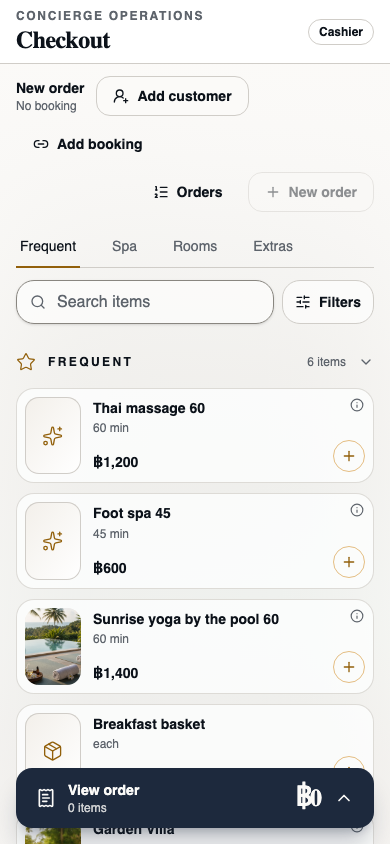 CONCIERGE OPERATIONS
Checkout
Cashier
New order
No booking
Add customer
Add booking
Orders
New order
Frequent
Spa
Rooms
Extras
Search items
Filters
FREQUENT
6 items
Thai massage 60
60 min
฿1,200
Foot spa 45
45 min
฿600
Sunrise yoga by the pool 60
60 min
฿1,400
Breakfast basket
each
View order
0 items
฿0
Garden Villa